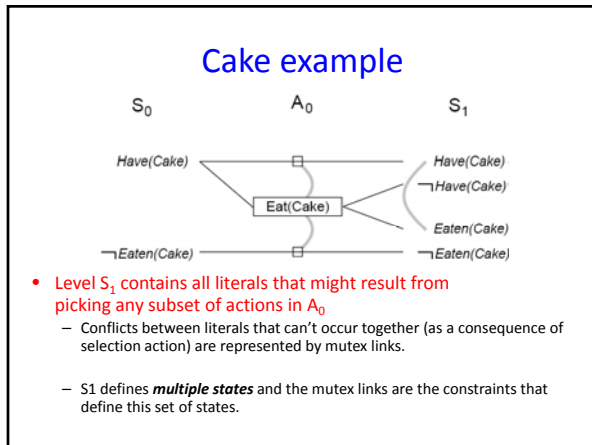 Cake example
S0 A0 S1
Have(Cake) Have(Cake)
¬Have(Cake)
Eat(Cake)
Eaten(Cake)
¬Eaten(Cake) ¬Eaten(Cake)
• Level S1 contains all literals that might result from
picking any subset of actions in A0
– Conflicts between literals that can’t occur together (as a consequence of
selection action) are represented by mutex links.
– S1 defines multiple states and the mutex links are the constraints that
define this set of states.